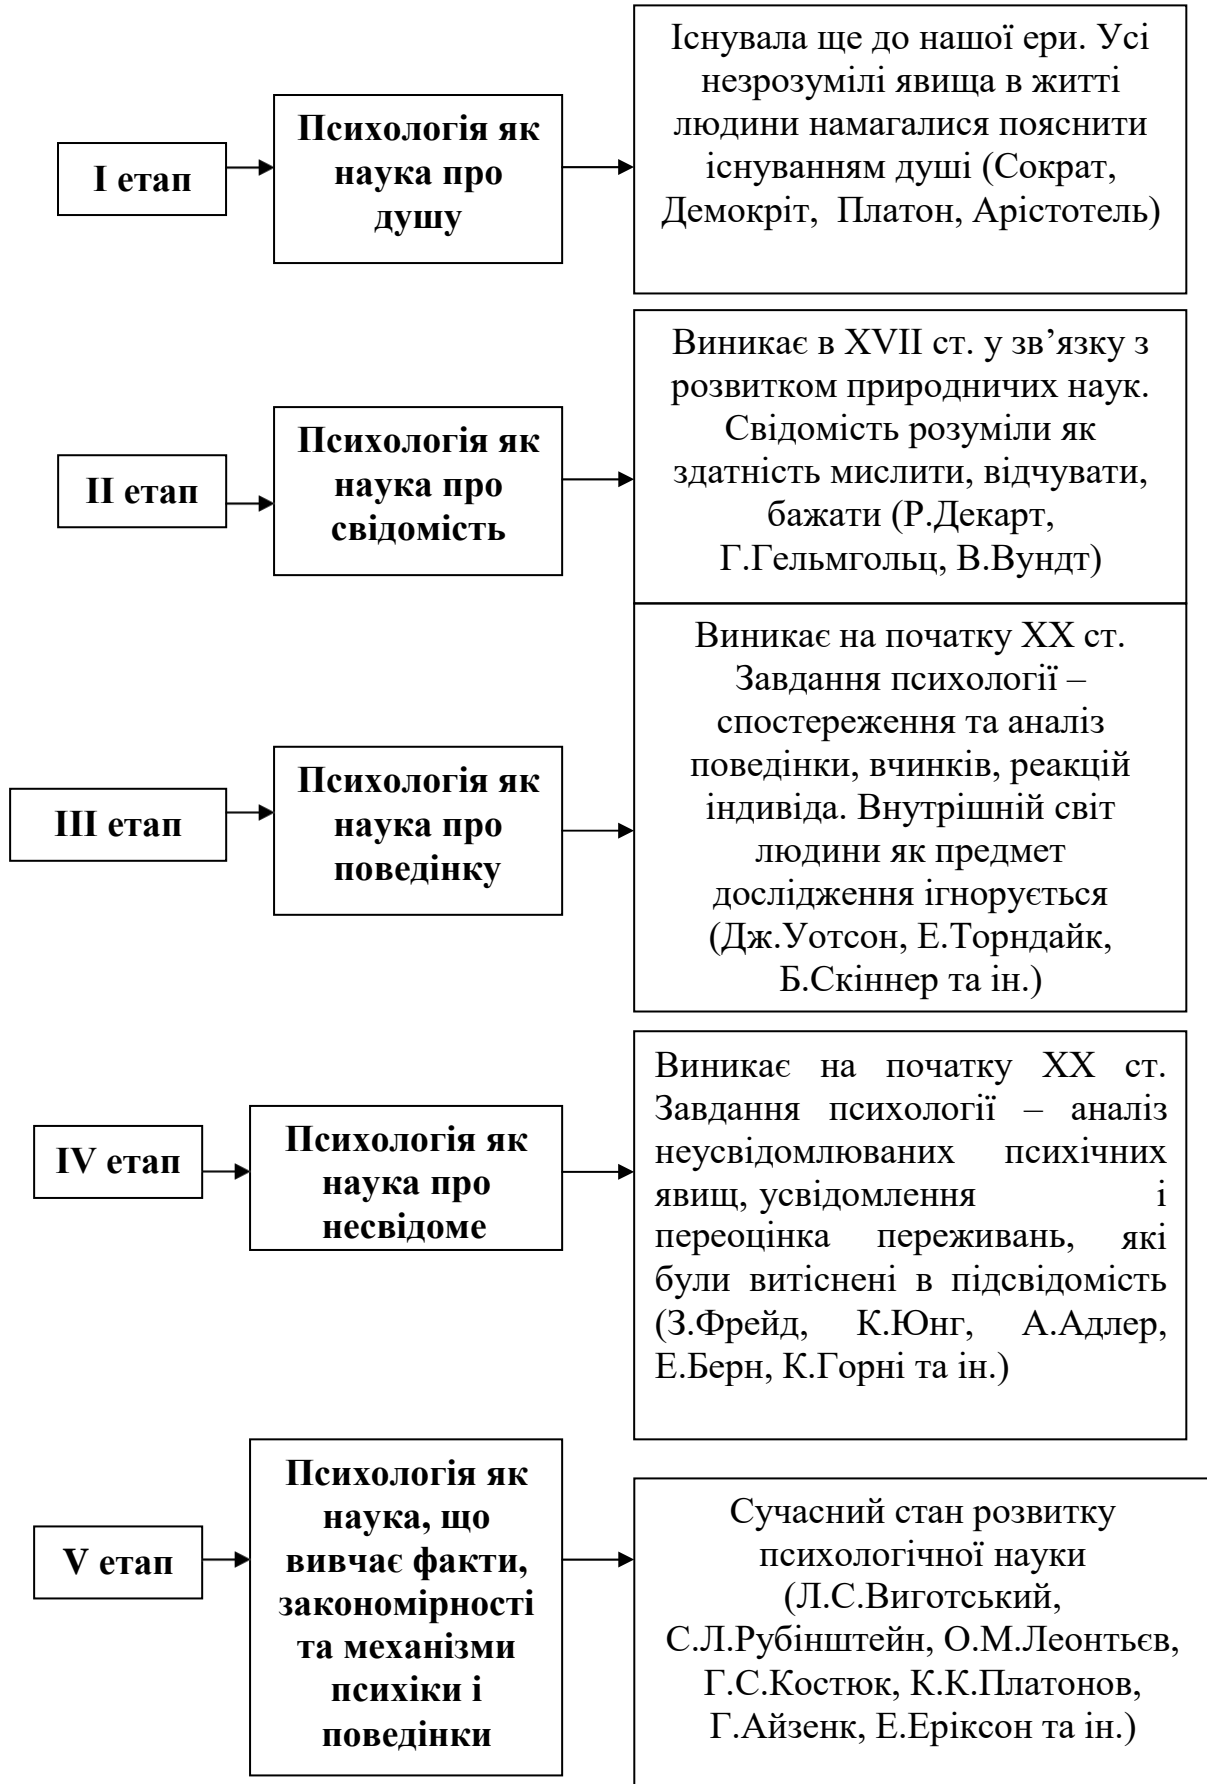 І етап
Психологія як
наука про
душу
Існувала ще до нашої ери. Усі
незрозумілі явища в житті
людини намагалися пояснити
існуванням душі (Сократ,
Демокріт, Платон, Арістотель)
ІІ етап
Психологія як
наука про
свідомість
Виникає в XVII ст. у зв’язку з
розвитком природничих наук.
Свідомість розуміли як
здатність мислити, відчувати,
бажати (Р.Декарт,
Г.Гельмгольц, В.Вундт)
ІІІ етап
Психологія як
наука про
поведінку
Виникає на початку ХХ ст.
Завдання психології –
спостереження та аналіз
поведінки, вчинків, реакцій
індивіда. Внутрішній світ
людини як предмет
дослідження ігнорується
(Дж.Уотсон, Е.Торндайк,
Б.Скіннер та ін.)
IV етап
Психологія як
наука про
несвідоме
Виникає на початку ХХ ст.
Завдання психології – аналіз
неусвідомлюваних психічних
явищ, усвідомлення і
переоцінка переживань, які
були витіснені в підсвідомість
(З.Фрейд, К.Юнг, А.Адлер,
Е.Берн, К.Горні та ін.)
V етап
Психологія як
наука, що
вивчає факти,
закономірності
та механізми
психіки і
поведінки
Сучасний стан розвитку
психологічної науки
(Л.С.Виготський,
С.Л.Рубінштейн, О.М.Леонтьєв,
Г.С.Костюк, К.К.Платонов,
Г.Айзенк, Е.Еріксон та ін.)